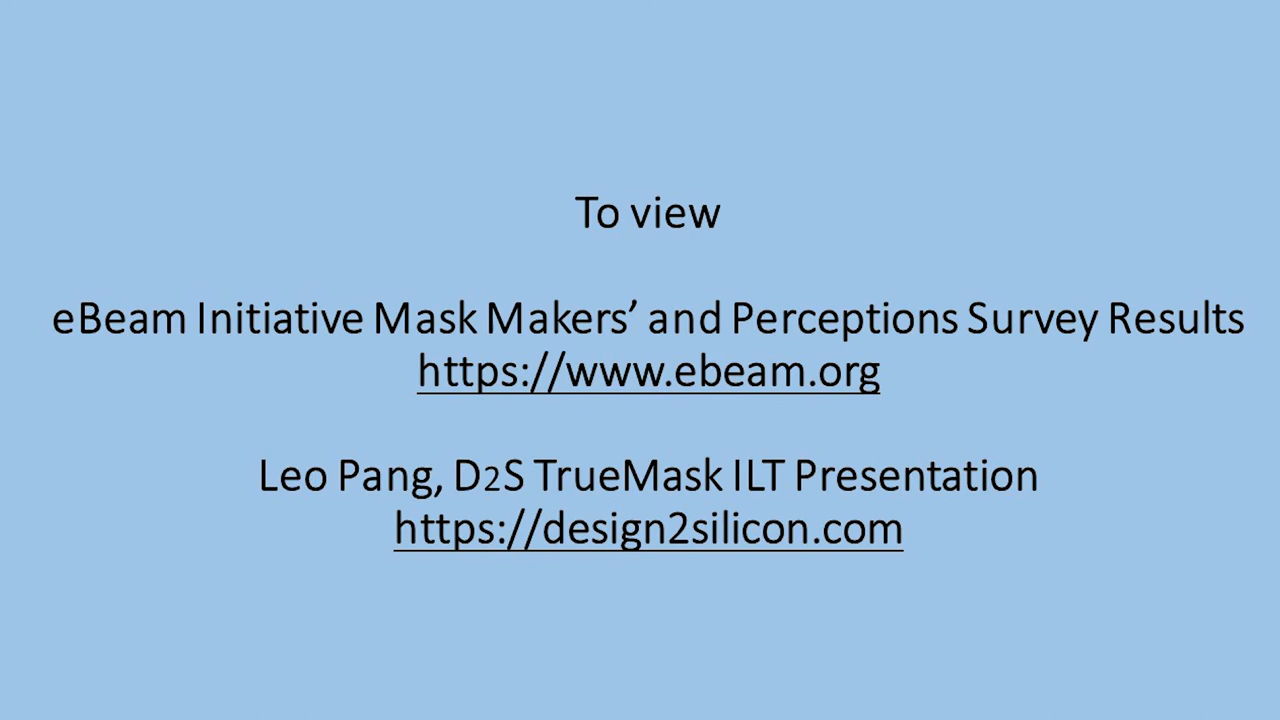 To view
eBeam Initiative Mask Makers’ and Perceptions Survey Results
https://www.ebeam.org
Leo Pang, D2S TrueMask ILT Presentation
https://design2silicon.com